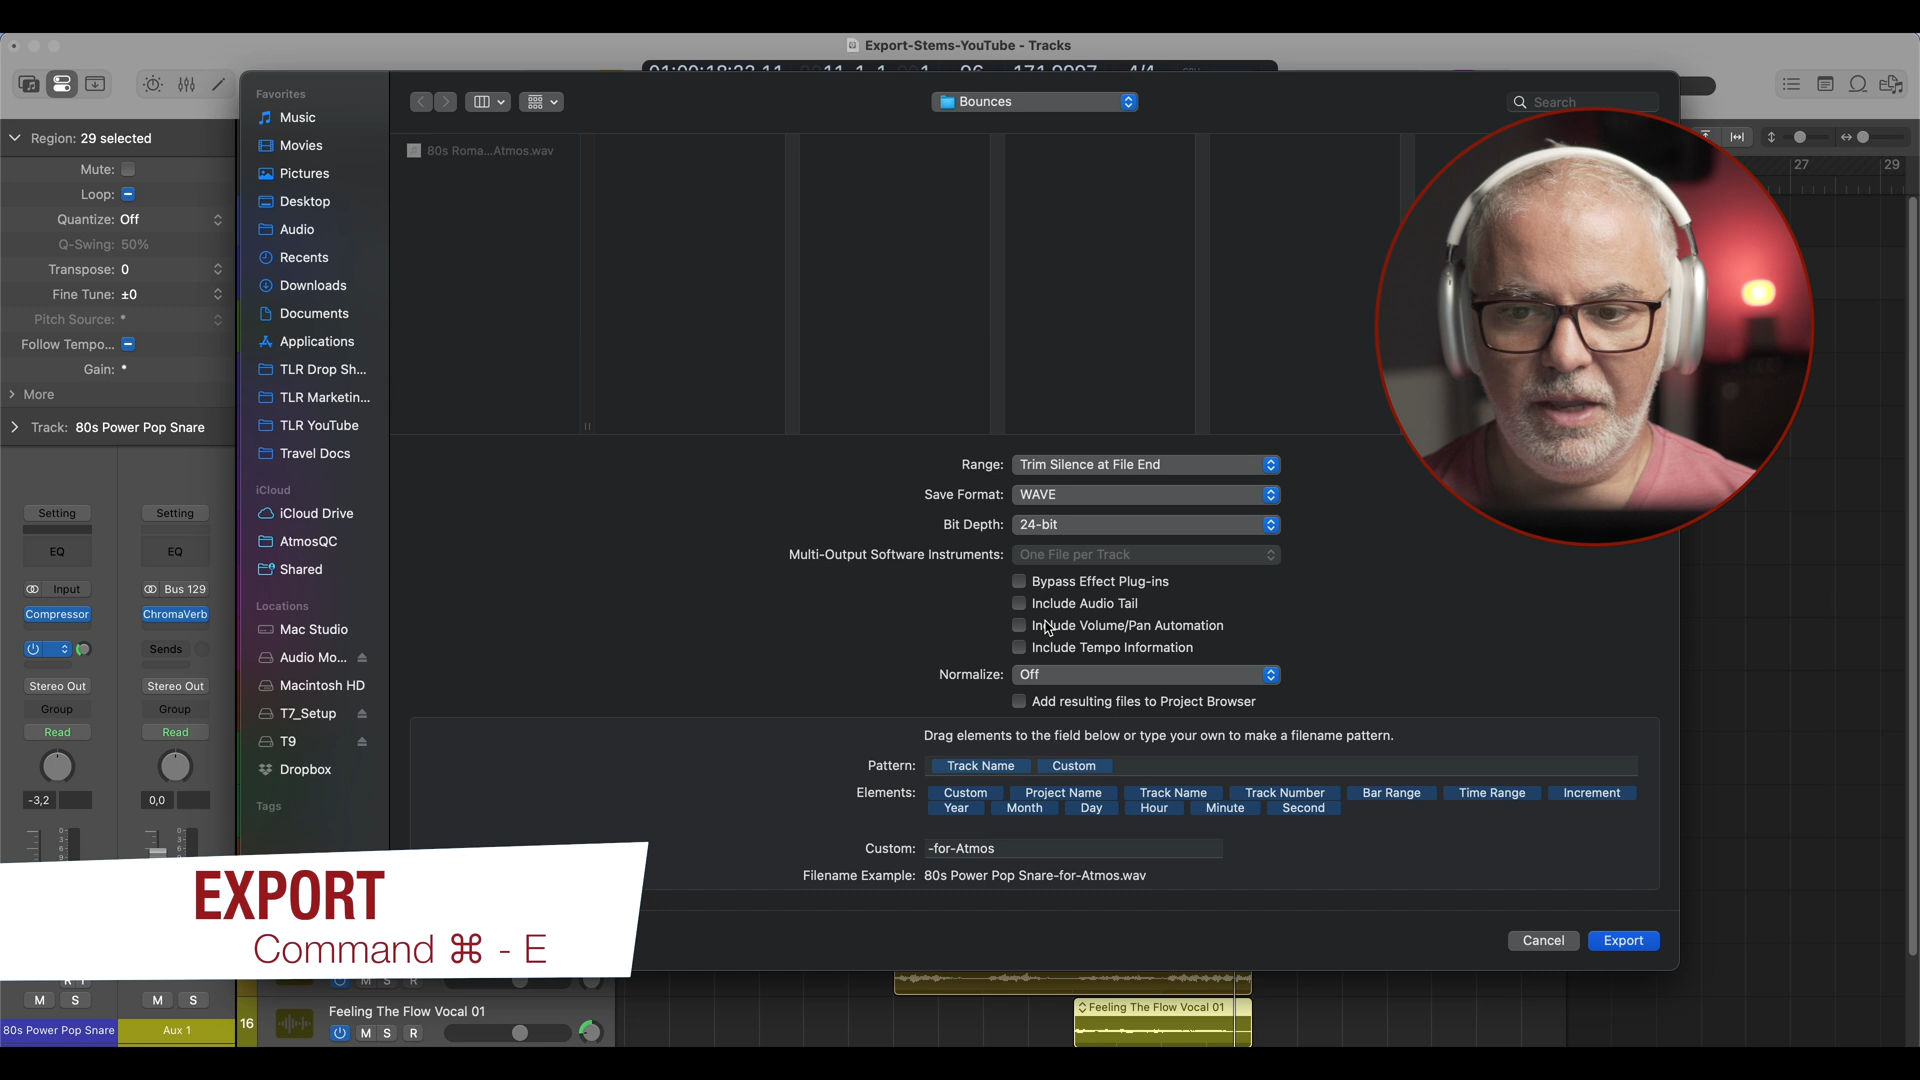 Export-Stems-YouTube - Tracks
Region: 29 selected
Mute:
Loop:
Quantize: Off
Q-Swing: 50%
Transpose: 0
Fine Tune: ±0
Pitch Source:
Follow Tempo...
Gain:
More
Track: 80s Power Pop Snare
Setting
Setting
EQ
EQ
Input
Bus 129
Compressor
ChromaVerb
Sends
Stereo Out
Stereo Out
Group
Group
Read
Read
-3,2
0,0
M S
M S
80s Power Pop Snare
Aux 1
Favorites
Music
Movies
Pictures
Desktop
Audio
Recents
Downloads
Documents
Applications
TLR Drop Sh...
TLR Marketin...
TLR YouTube
Travel Docs
iCloud
iCloud Drive
AtmosQC
Shared
Locations
Mac Studio
Audio Mo...
Macintosh HD
T7_Setup
T9
Dropbox
Tags
Bounces
Search
80s Roma...Atmos.wav
27
29
Range: Trim Silence at File End
Save Format: WAVE
Bit Depth: 24-bit
Multi-Output Software Instruments: One File per Track
Bypass Effect Plug-ins
Include Audio Tail
Include Volume/Pan Automation
Include Tempo Information
Normalize: Off
Add resulting files to Project Browser
Drag elements to the field below or type your own to make a filename pattern.
Pattern: Track Name Custom
Elements: Custom Project Name Track Name Track Number Bar Range Time Range Increment
Year Month Day Hour Minute Second
Custom: -for-Atmos
Filename Example: 80s Power Pop Snare-for-Atmos.wav
Cancel
Export
EXPORT
Command ⌘ - E
16
Feeling The Flow Vocal 01
M S R
Feeling The Flow Vocal 01